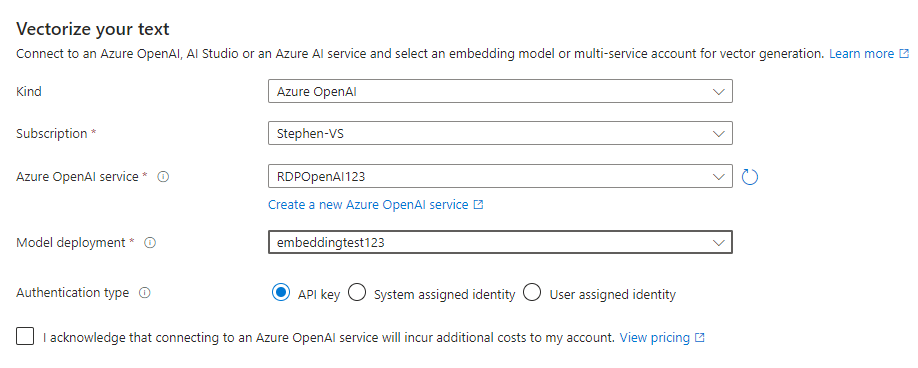 Vectorize your text
Connect to an Azure OpenAI, AI Studio or an Azure AI service and select an embedding model or multi-service account for vector generation. Learn more
Kind Azure OpenAI
Subscription * Stephen-VS
Azure OpenAI service * RDPOpenAI123
Create a new Azure OpenAI service
Model deployment * embeddingtest123
Authentication type API key System assigned identity User assigned identity
I acknowledge that connecting to an Azure OpenAI service will incur additional costs to my account. View pricing